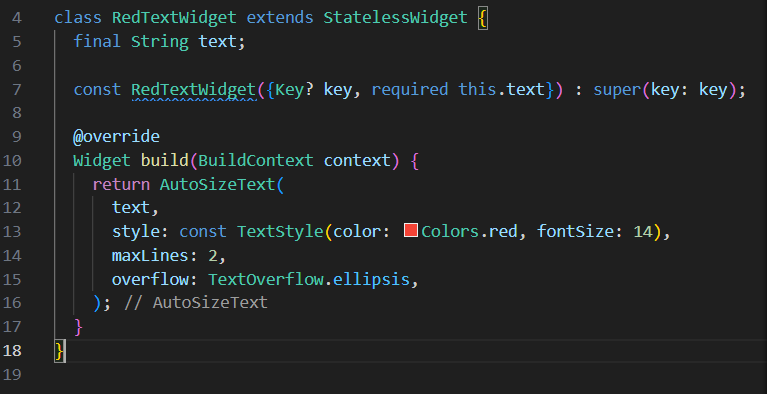 4 class RedTextWidget extends StatelessWidget {
5   final String text;
6
7   const RedTextWidget({Key? key, required this.text}) : super(key: key);
8
9   @override
10   Widget build(BuildContext context) {
11     return AutoSizeText(
12       text,
13       style: const TextStyle(color: Colors.red, fontSize: 14),
14       maxLines: 2,
15       overflow: TextOverflow.ellipsis,
16     ); // AutoSizeText
17   }
18 }
19